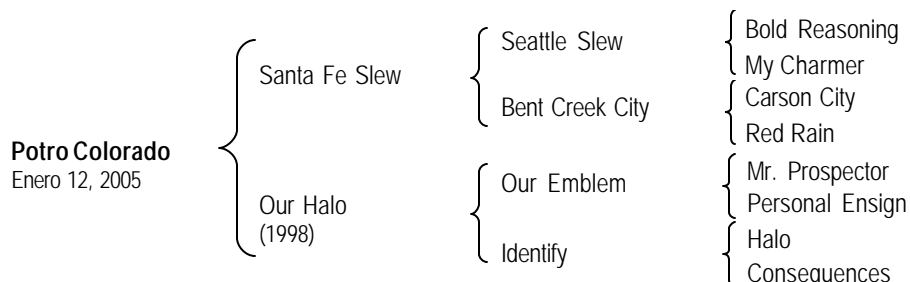 Bold Reasoning
Seattle Slew
My Charmer
Santa Fe Slew
Carson City
Bent Creek City
Red Rain
Potro Colorado
Enero 12, 2005
Mr. Prospector
Our Emblem
Personal Ensign
Our Halo
(1998)
Halo
Identify
Consequences